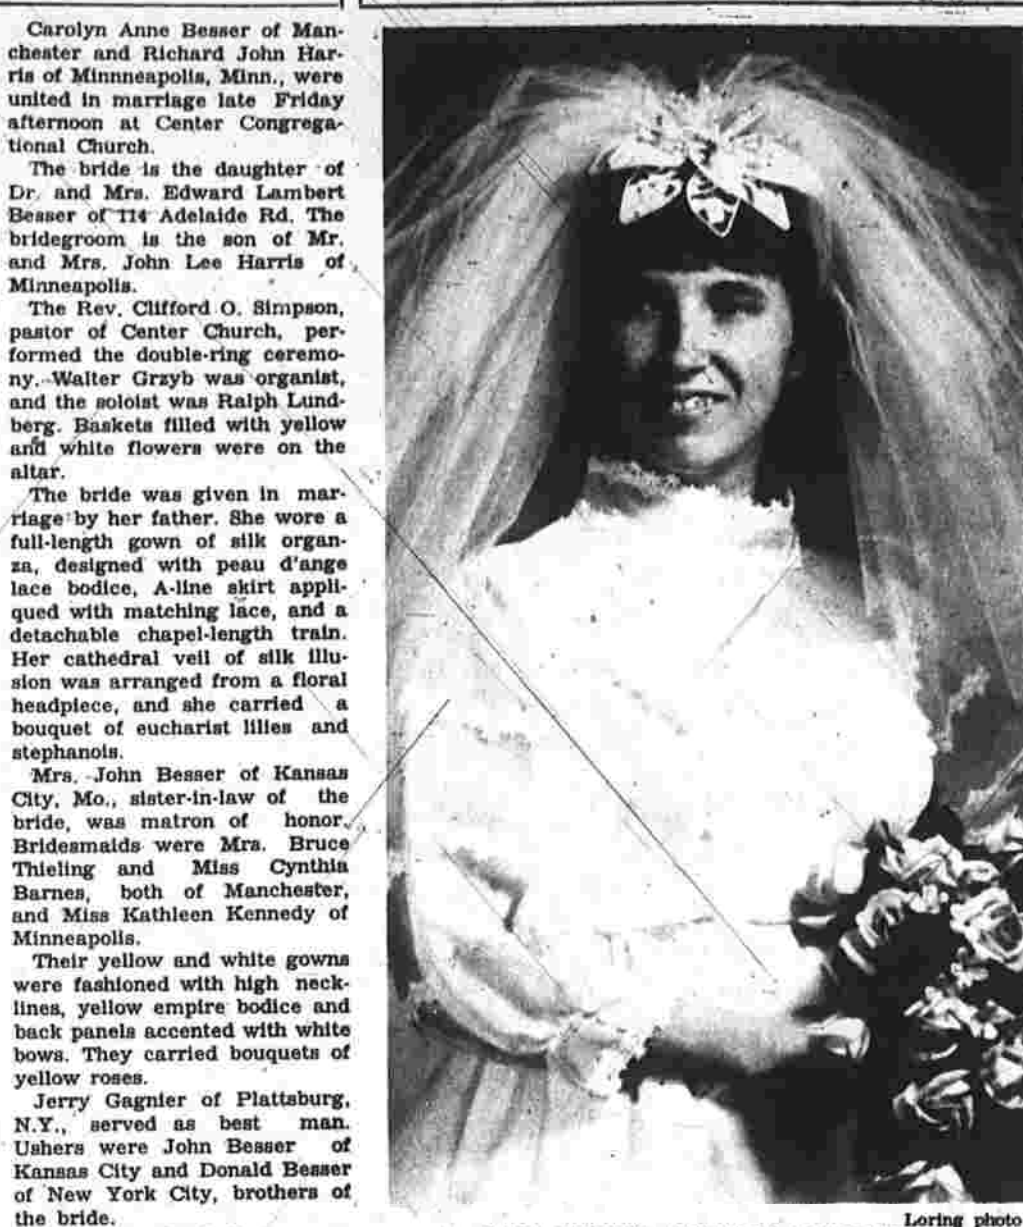 Carolyn Anne Besser of Man-
chester and Richard John Har-
ris of Minnneapolis, Minn., were
united in marriage late Friday
afternoon at Center Congrega-
tional Church.
The bride is the daughter of
Dr. and Mrs. Edward Lambert
Besser of 114 Adelaide Rd. The
bridegroom is the son of Mr.
and Mrs. John Lee Harris of
Minneapolis.
The Rev. Clifford O. Simpson,
pastor of Center Church, per-
formed the double-ring ceremo-
ny. Walter Grzyb was organist,
and the soloist was Ralph Lund-
berg. Baskets filled with yellow
and white flowers were on the
altar.
The bride was given in mar-
riage by her father. She wore a
full-length gown of silk organ-
za, designed with peau d'ange
lace bodice, A-line skirt appli-
qued with matching lace, and a
detachable chapel-length train.
Her cathedral veil of silk illu-
sion was arranged from a floral
headpiece, and she carried a
bouquet of eucharist lilies and
stephanois.
Mrs. John Besser of Kansas
City, Mo., sister-in-law of the
bride, was matron of honor.
Bridesmaids were Mrs. Bruce
Thieling and Miss Cynthia
Barnes, both of Manchester,
and Miss Kathleen Kennedy of
Minneapolis.
Their yellow and white gowns
were fashioned with high neck-
lines, yellow empire bodice and
back panels accented with white
bows. They carried bouquets of
yellow roses.
Jerry Gagnier of Plattsburg,
N.Y., served as best man.
Ushers were John Besser of
Kansas City and Donald Besser
of New York City, brothers of
the bride.
Loring photo